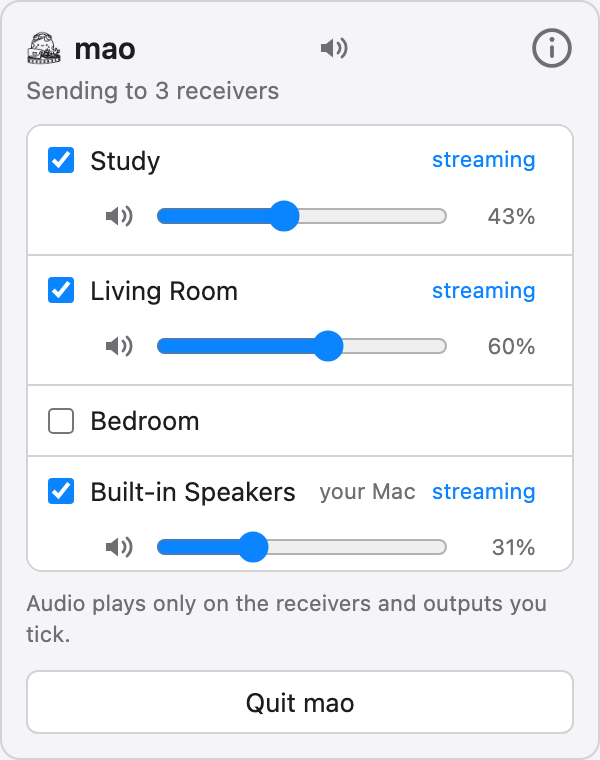 mao
Sending to 3 receivers
Study streaming
43%
Living Room streaming
60%
Bedroom
Built-in Speakers your Mac streaming
31%
Audio plays only on the receivers and outputs you
tick.
Quit mao